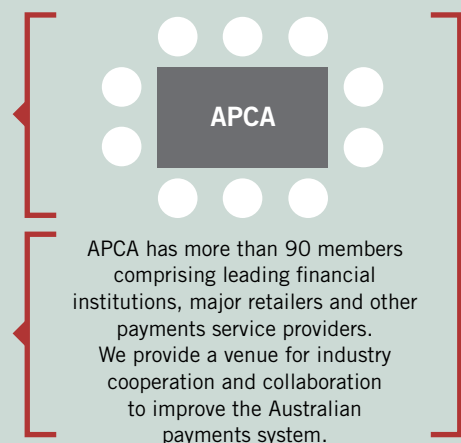 APCA
APCA has more than 90 members
comprising leading financial
institutions, major retailers and other
payments service providers.
We provide a venue for industry
cooperation and collaboration
to improve the Australian
payments system.